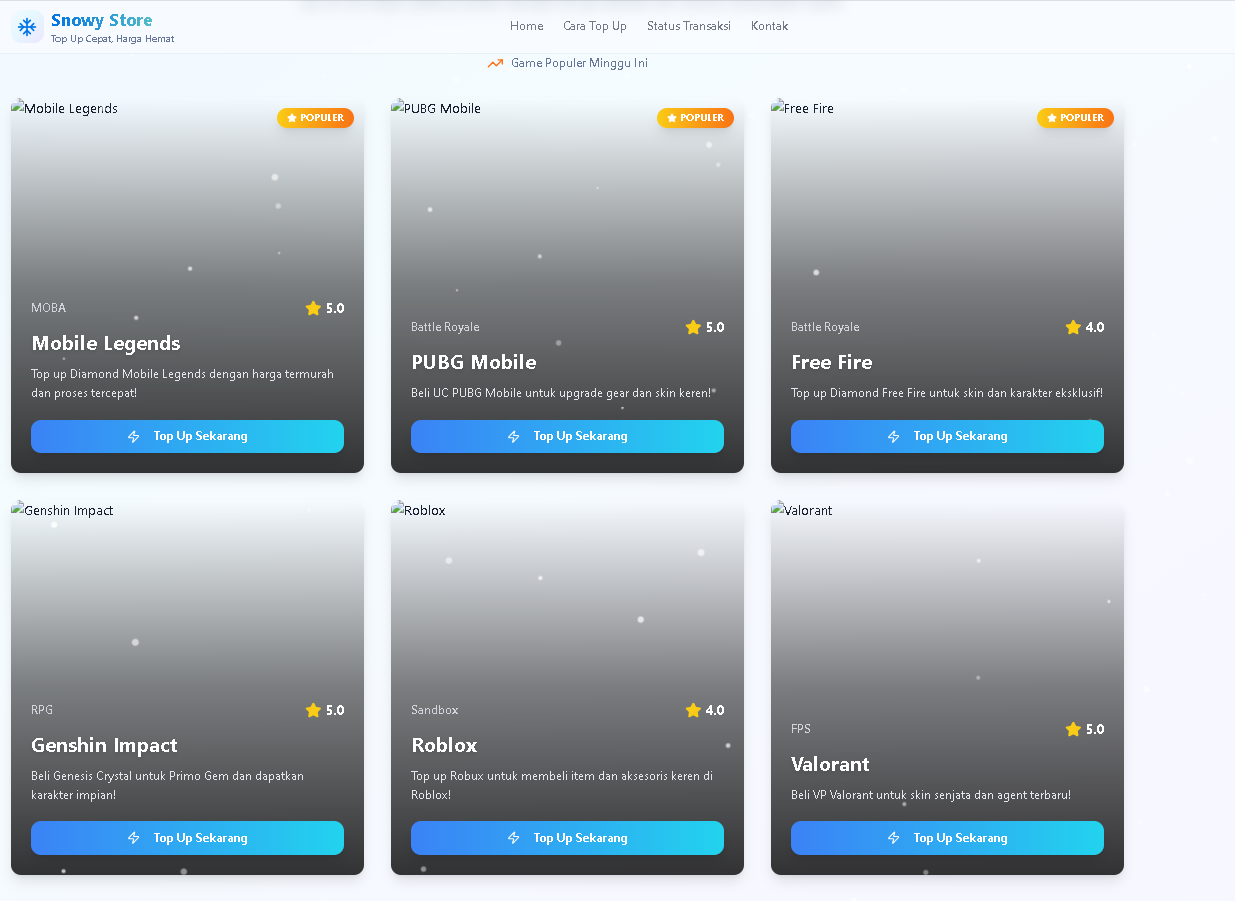 Snowy Store
Top Up Cepat, Harga Hemat
Home
Cara Top Up
Status Transaksi
Kontak
Game Populer Minggu Ini
Mobile Legends
POPULER
MOBA
5.0
Mobile Legends
Top up Diamond Mobile Legends dengan harga termurah
dan proses tercepat!
Top Up Sekarang
PUBG Mobile
POPULER
Battle Royale
5.0
PUBG Mobile
Beli UC PUBG Mobile untuk upgrade gear dan skin keren!
Top Up Sekarang
Free Fire
POPULER
Battle Royale
4.0
Free Fire
Top up Diamond Free Fire untuk skin dan karakter eksklusif!
Top Up Sekarang
Genshin Impact
RPG
5.0
Genshin Impact
Beli Genesis Crystal untuk Primo Gem dan dapatkan
karakter impian!
Top Up Sekarang
Roblox
Sandbox
4.0
Roblox
Top up Robux untuk membeli item dan aksesoris keren di
Roblox!
Top Up Sekarang
Valorant
FPS
5.0
Valorant
Beli VP Valorant untuk skin senjata dan agent terbaru!
Top Up Sekarang